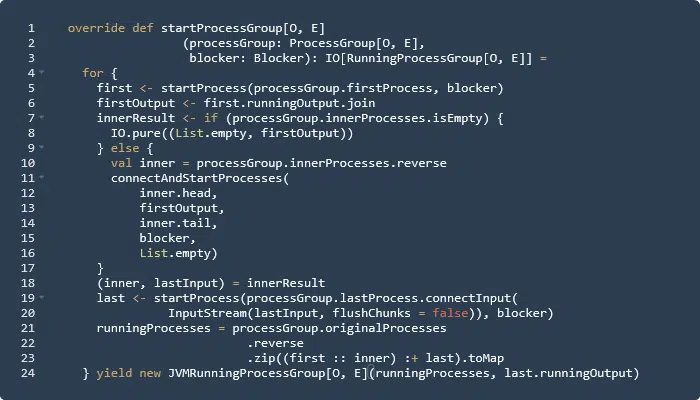 1 override def startProcessGroup[O, E]
2 (processGroup: ProcessGroup[O, E],
3 blocker: Blocker): IO[RunningProcessGroup[O, E]] =
4 for {
5 first <- startProcess(processGroup.firstProcess, blocker)
6 firstOutput <- first.runningOutput.join
7 innerResult <- if (processGroup.innerProcesses.isEmpty) {
8 IO.pure((List.empty, firstOutput))
9 } else {
10 val inner = processGroup.innerProcesses.reverse
11 connectAndStartProcesses(
12 inner.head,
13 firstOutput,
14 inner.tail,
15 blocker,
16 List.empty)
17 }
18 (inner, lastInput) = innerResult
19 last <- startProcess(processGroup.lastProcess.connectInput(
20 InputStream(lastInput, flushChunks = false)), blocker)
21 runningProcesses = processGroup.originalProcesses
22 .reverse
23 .zip((first :: inner) :+ last).toMap
24 } yield new JVMRunningProcessGroup[O, E](runningProcesses, last.runningOutput)